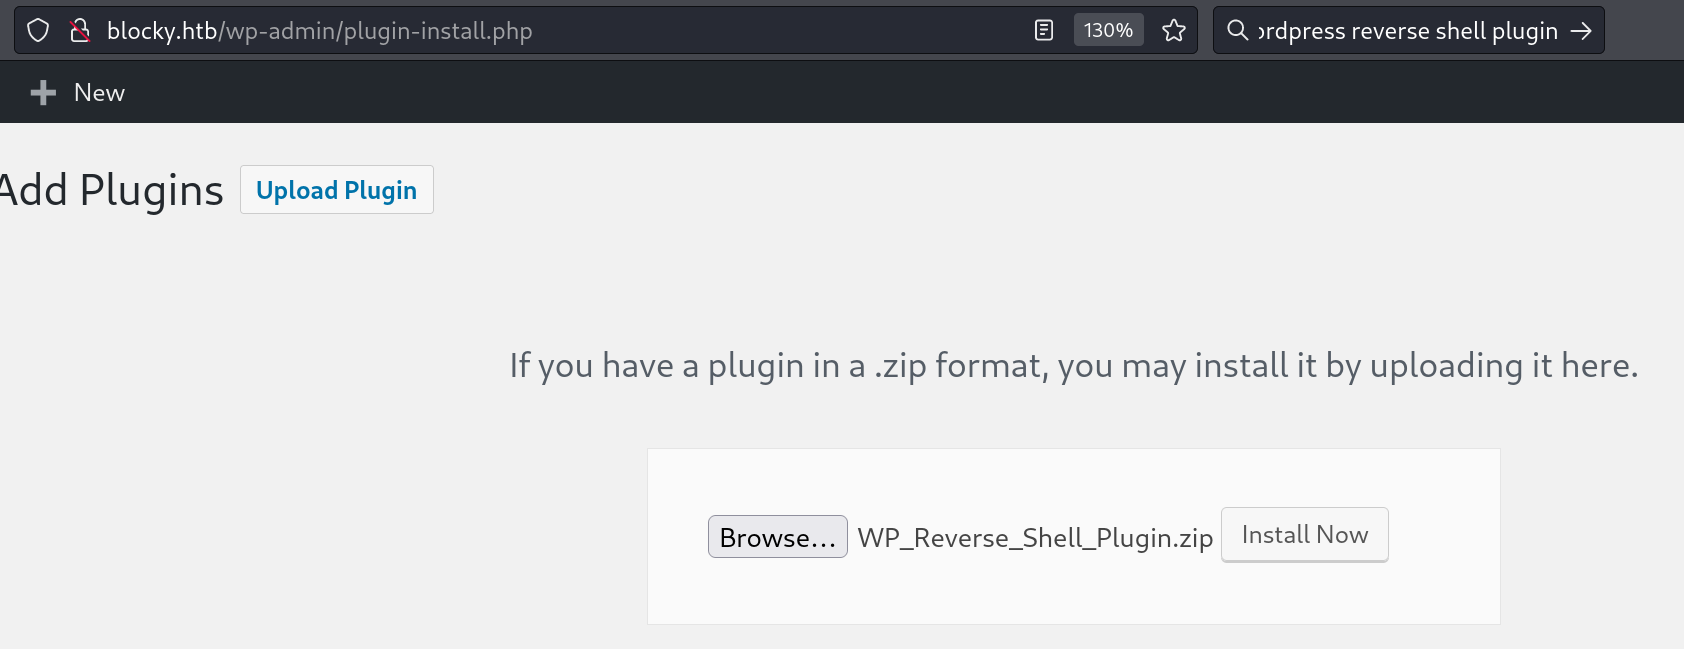 blocky.htb/wp-admin/plugin-install.php 130% ordpress reverse shell plugin
New
Add Plugins Upload Plugin
If you have a plugin in a .zip format, you may install it by uploading it here.
Browse... WP_Reverse_Shell_Plugin.zip Install Now